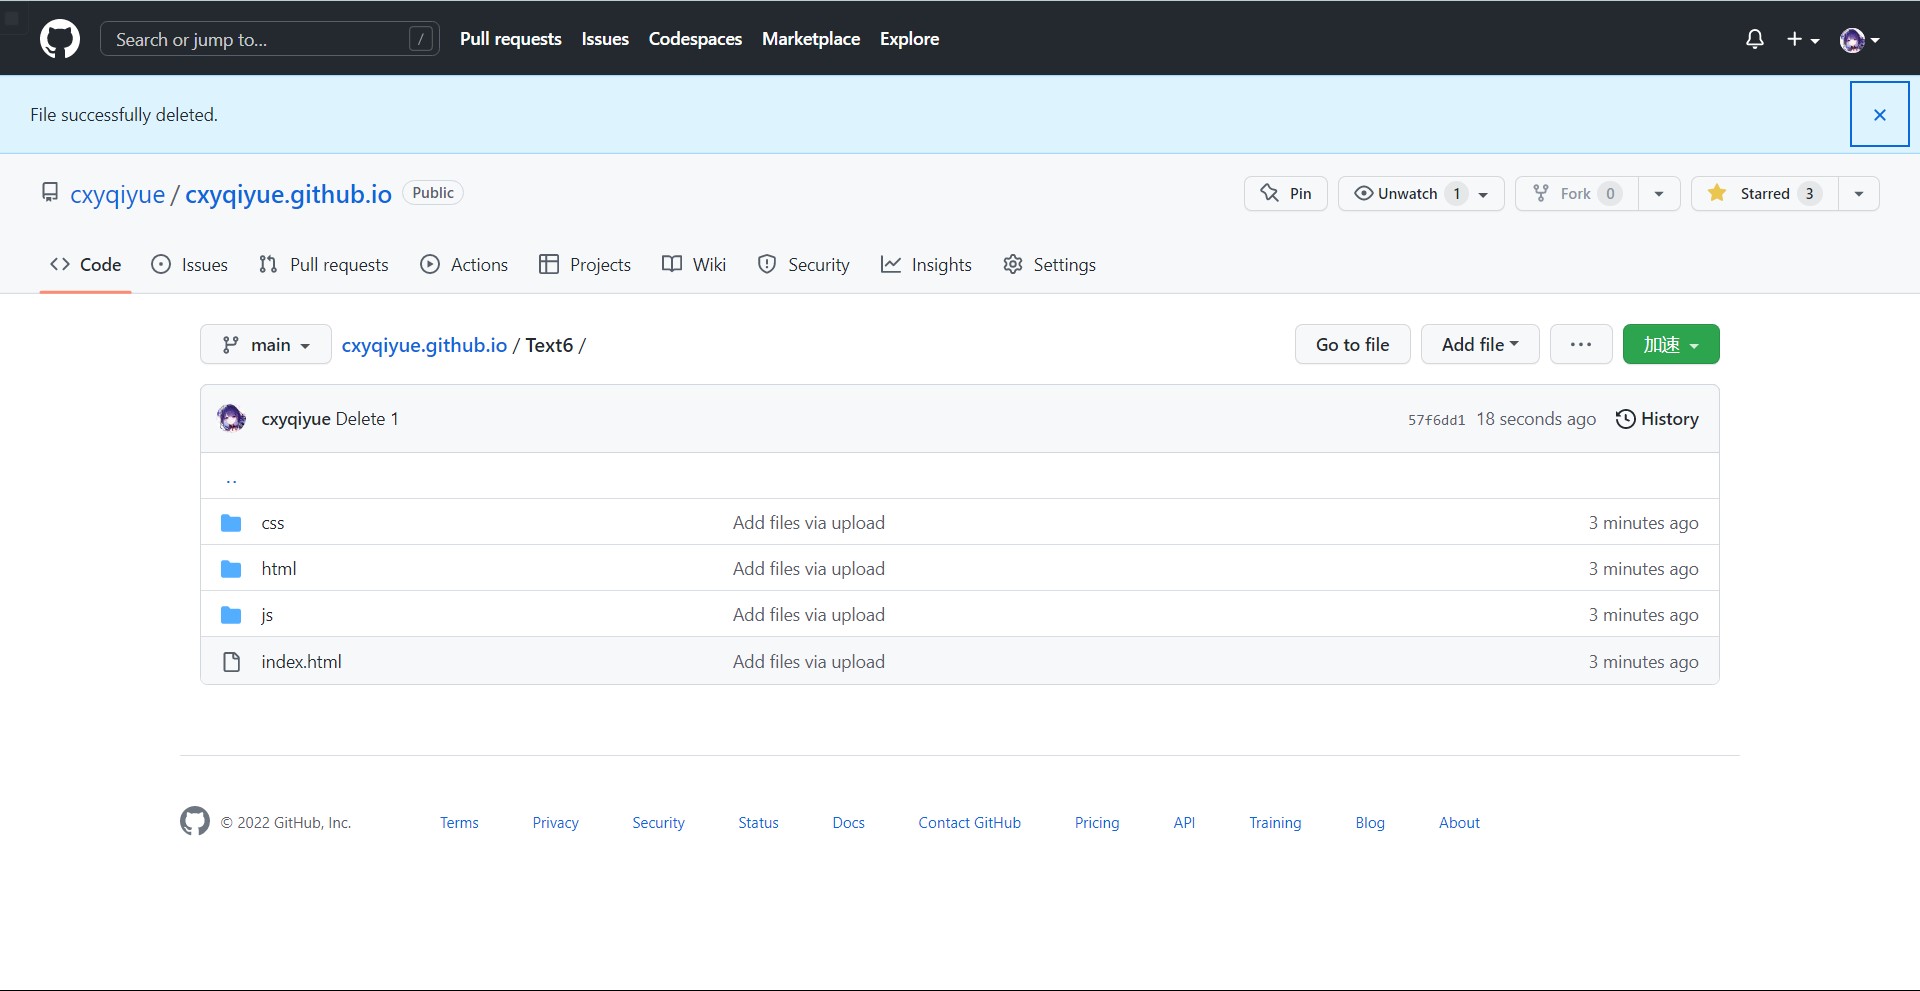 Search or jump to... / Pull requests Issues Codespaces Marketplace Explore
File successfully deleted.
cxyqiyue / cxyqiyue.github.io Public Pin Unwatch 1 Fork 0 Starred 3
Code Issues Pull requests Actions Projects Wiki Security Insights Settings
main cxyqiyue.github.io / Text6 / Go to file Add file ... 加速
cxyqiyue Delete 1 57f6dd1 18 seconds ago History
..
css Add files via upload 3 minutes ago
html Add files via upload 3 minutes ago
js Add files via upload 3 minutes ago
index.html Add files via upload 3 minutes ago
© 2022 GitHub, Inc. Terms Privacy Security Status Docs Contact GitHub Pricing API Training Blog About